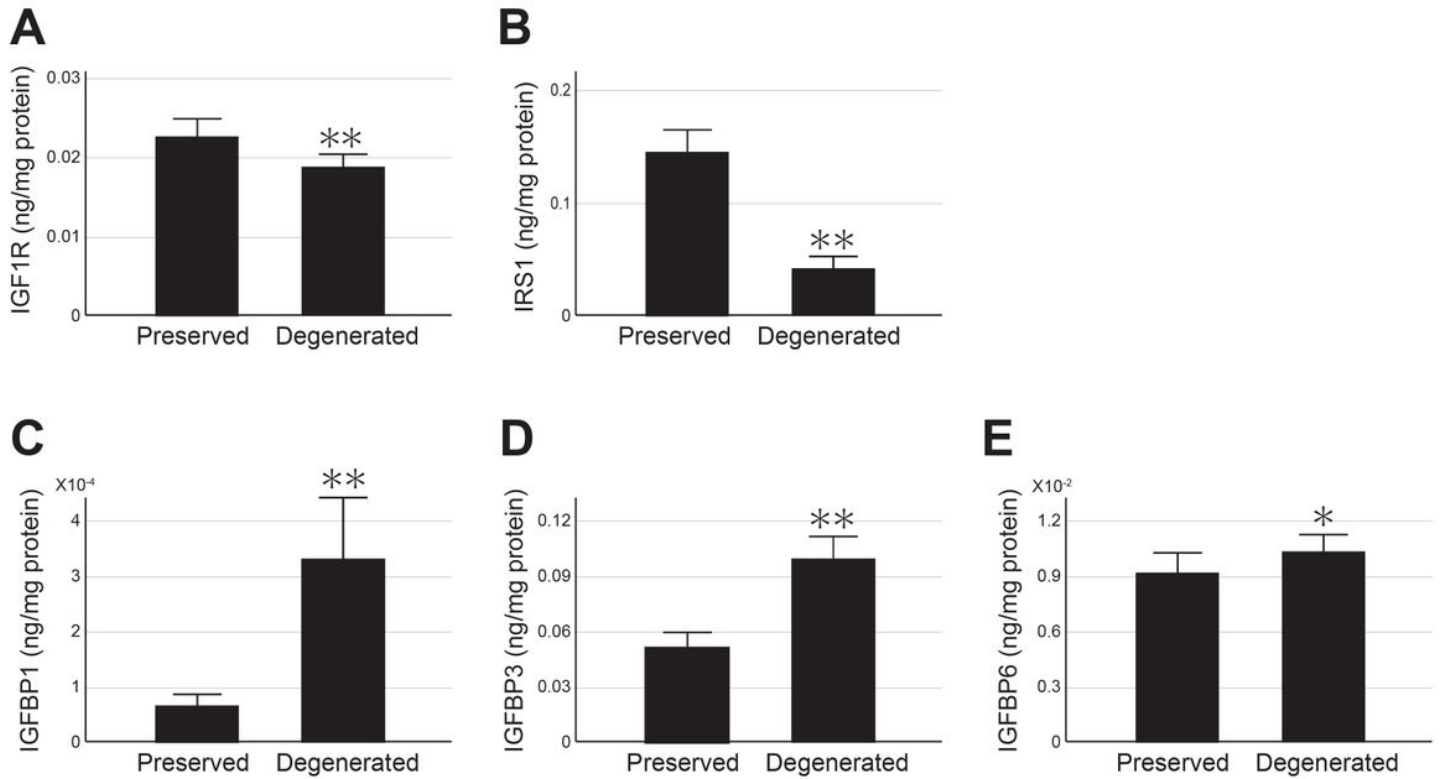 A
IGF1R (ng/mg protein)
0.03
0.02
0.01
0
**
Preserved Degenerated
B
IRS1 (ng/mg protein)
0.2
0.1
0
**
Preserved Degenerated
C
IGFBP1 (ng/mg protein)
X10-4
4
3
2
1
0
**
Preserved Degenerated
D
IGFBP3 (ng/mg protein)
0.12
0.09
0.06
0.03
0
**
Preserved Degenerated
E
IGFBP6 (ng/mg protein)
X10-2
1.2
0.9
0.6
0.3
0
*
Preserved Degenerated